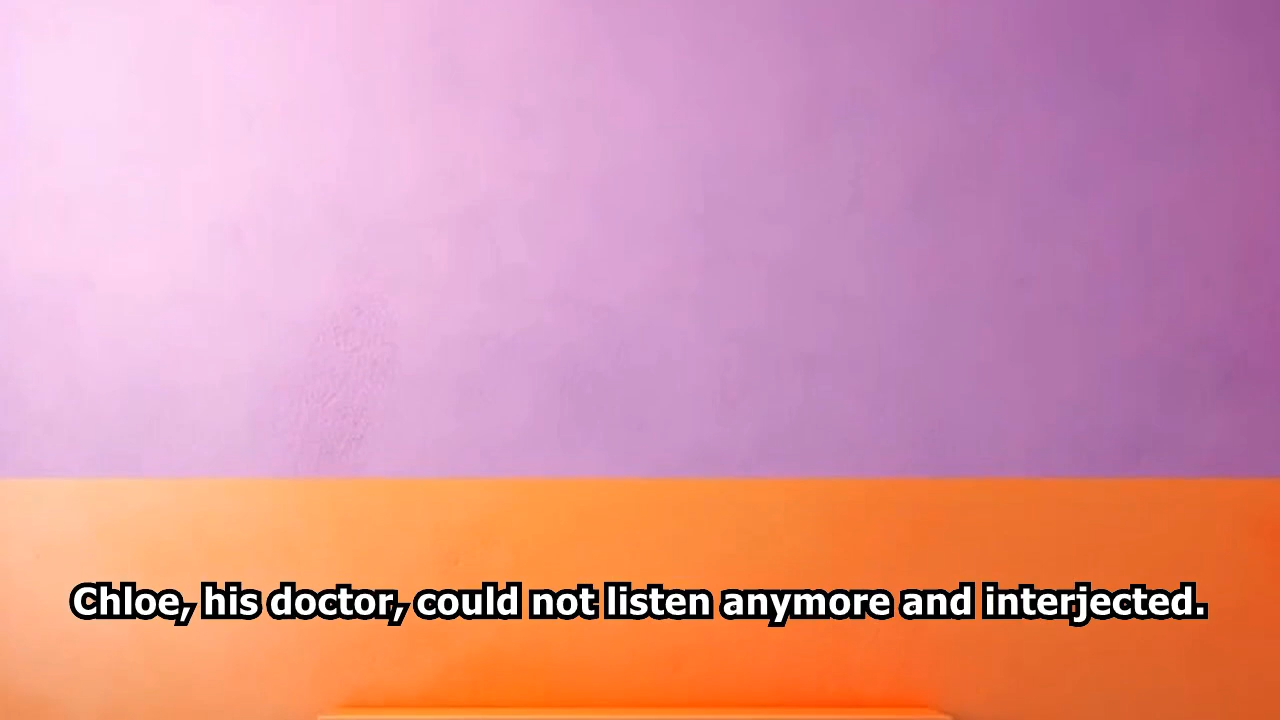 Chloe, his doctor, could not listen anymore and interjected.